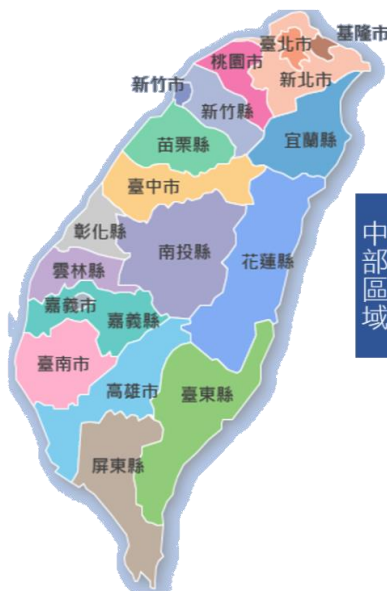 臺北市
基隆市
桃園市
新北市
新竹市
新竹縣
宜蘭縣
苗栗縣
臺中市
彰化縣
南投縣
花蓮縣
雲林縣
嘉義市
嘉義縣
臺南市
高雄市
臺東縣
屏東縣
中部區域